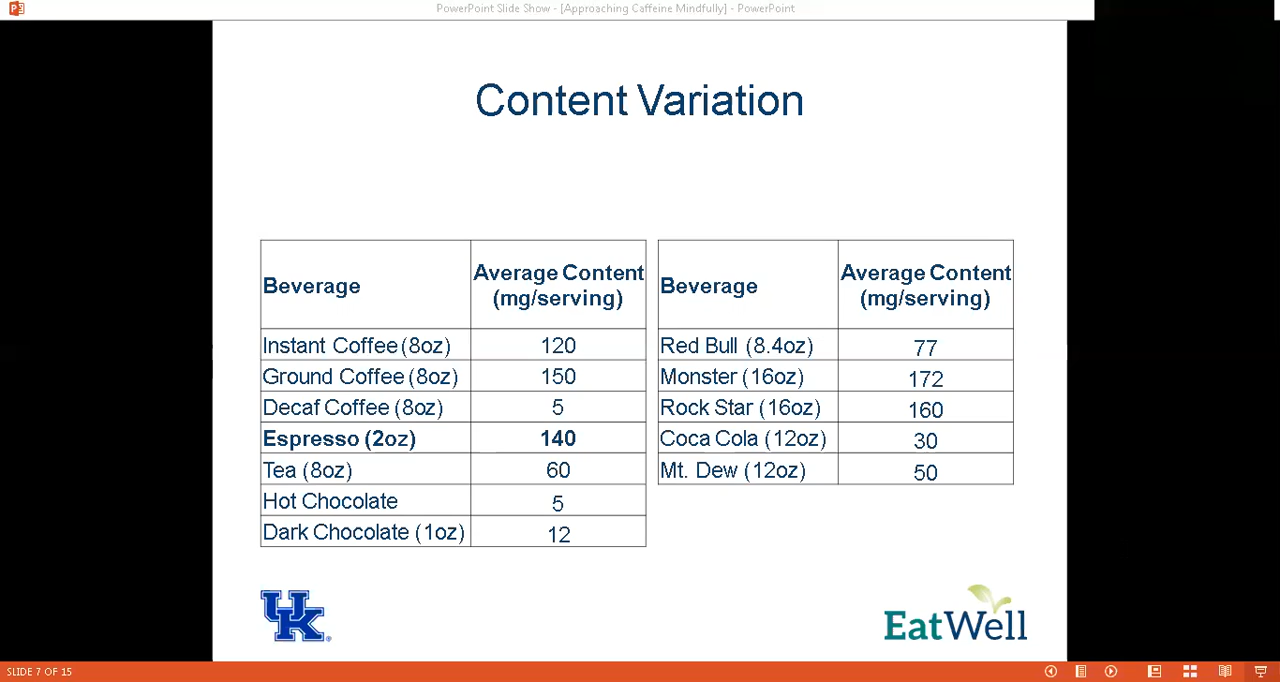 PowerPoint Slide Show - [Approaching Caffeine Mindfully] - PowerPoint
Content Variation
Beverage
Average Content
(mg/serving)
Instant Coffee (8oz) 120
Ground Coffee (8oz) 150
Decaf Coffee (8oz) 5
Espresso (2oz) 140
Tea (8oz) 60
Hot Chocolate 5
Dark Chocolate (1oz) 12
Beverage
Average Content
(mg/serving)
Red Bull (8.4oz) 77
Monster (16oz) 172
Rock Star (16oz) 160
Coca Cola (12oz) 30
Mt. Dew (12oz) 50
UK
EatWell
SLIDE 7 OF 15